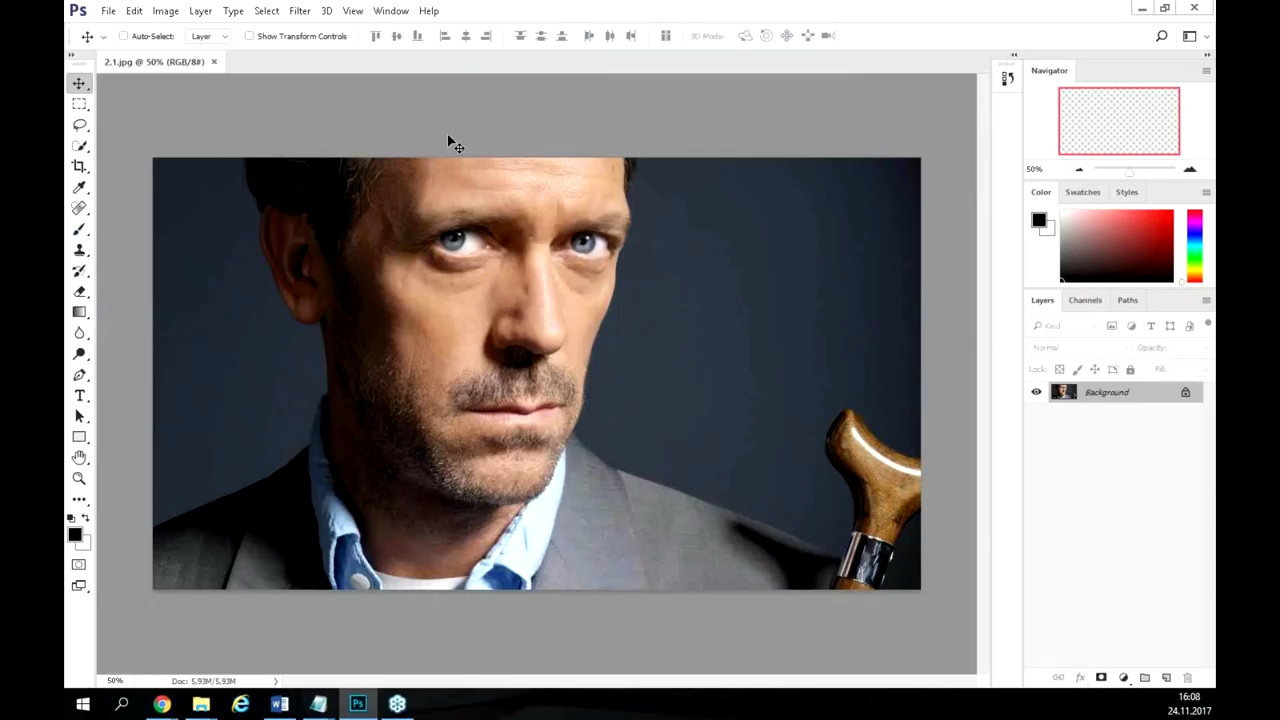 Ps File Edit Image Layer Type Select Filter 3D View Window Help
Auto-Select: Layer Show Transform Controls 3D Mode:
2.1.jpg @ 50% (RGB/8#)
Navigator
50%
Color Swatches Styles
Layers Channels Paths
Kind
Normal Opacity:
Lock: Fill:
Background
50% Doc: 5,93M/5,93M
Ps
16:08
24.11.2017